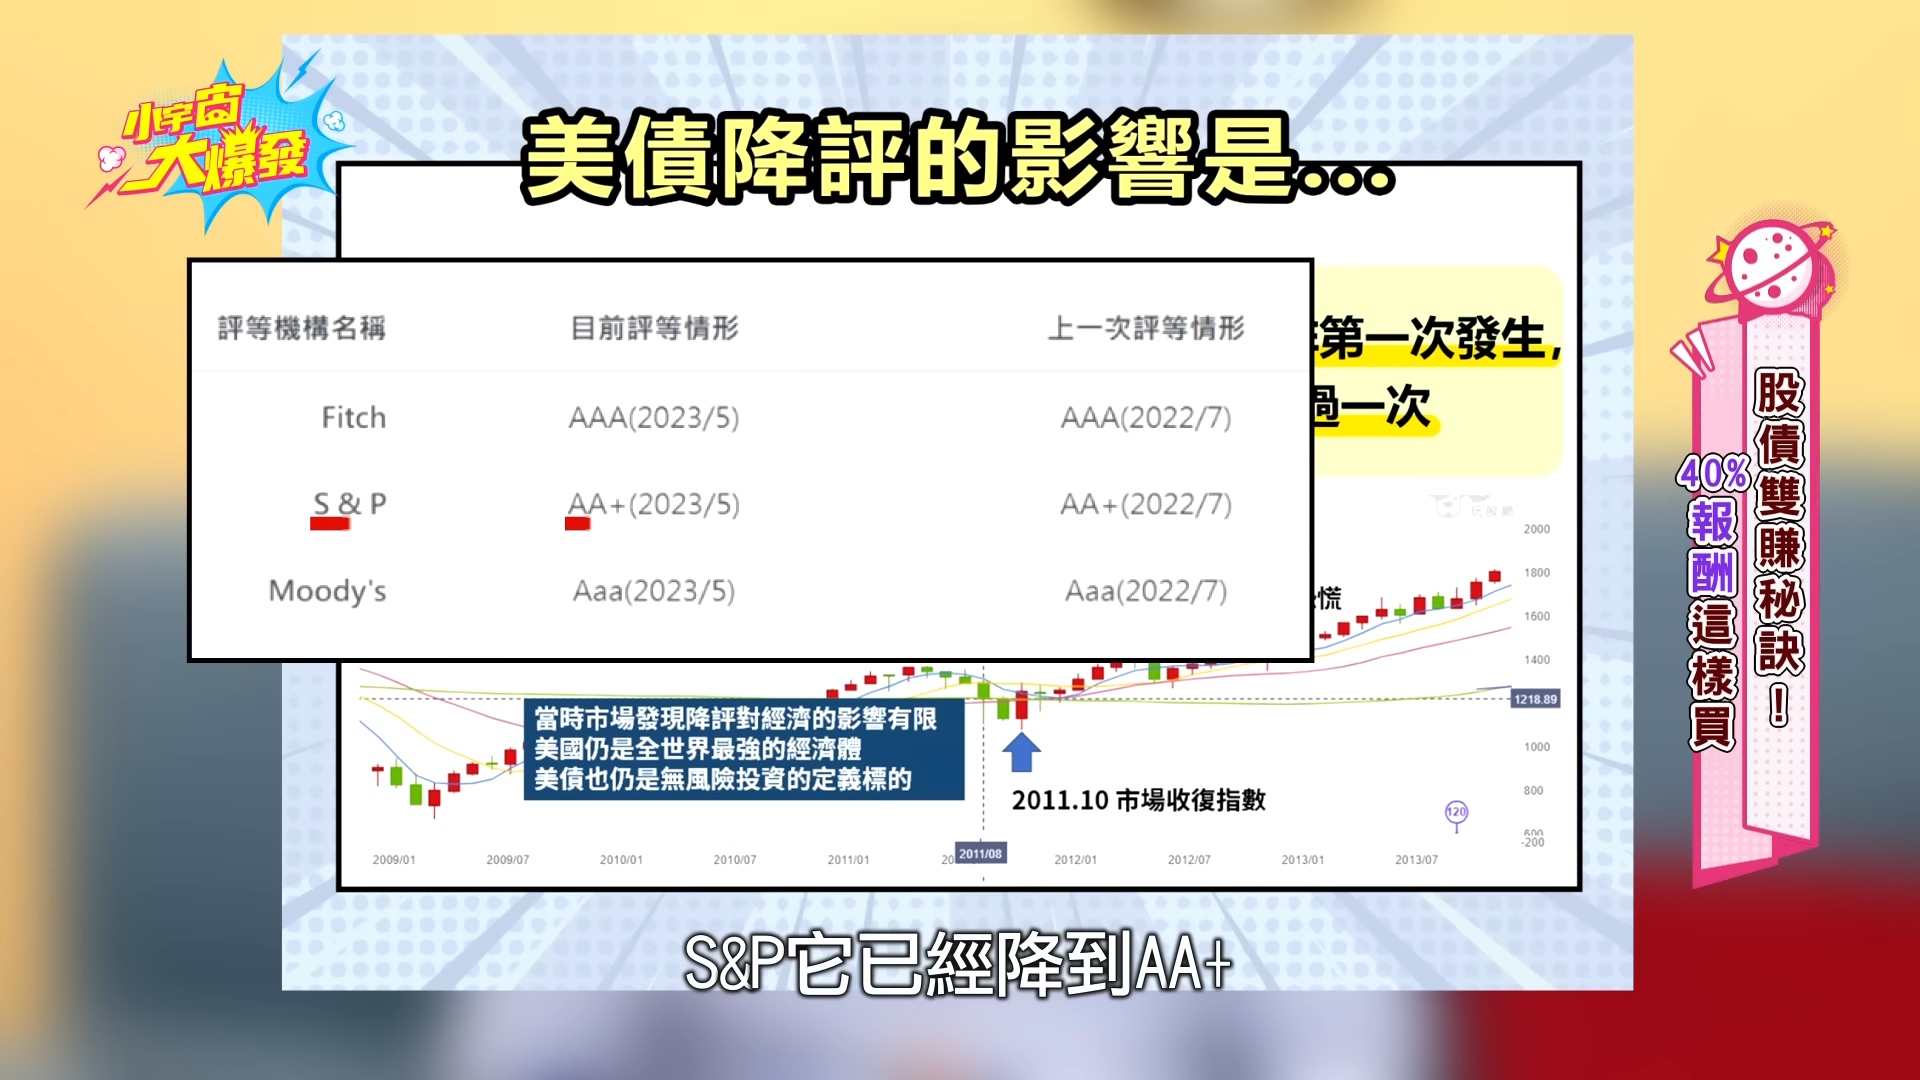 小宇宙
大爆發
美債降評的影響是...
評等機構名稱 目前評等情形 上一次評等情形
Fitch AAA(2023/5) AAA(2022/7)
S & P AA+(2023/5) AA+(2022/7)
Moody's Aaa(2023/5) Aaa(2022/7)
第一次發生,
過一次
慌
玩股網
2000
1800
1600
1400
1218.89
1000
800
600
-200
120
當時市場發現降評對經濟的影響有限
美國仍是全世界最強的經濟體
美債也仍是無風險投資的定義標的
2011.10 市場收復指數
2009/01 2009/07 2010/01 2010/07 2011/01 20 2011/08 2012/01 2012/07 2013/01 2013/07
股債雙賺秘訣!
40%報酬這樣買
S&P它已經降到AA+